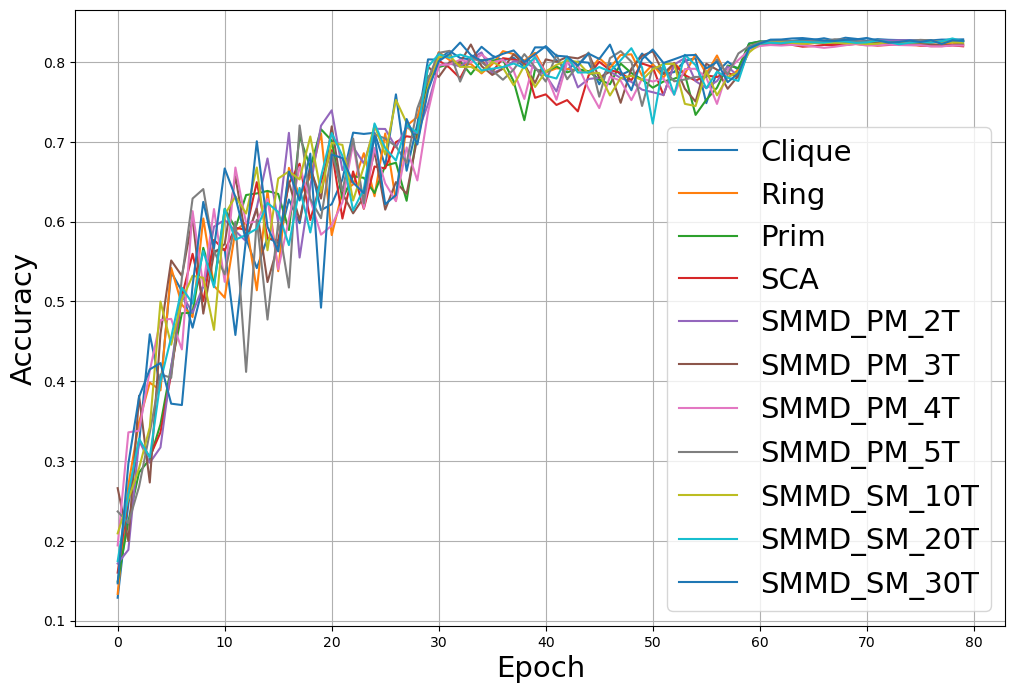 0.8
0.7
0.6
0.5
0.4
0.3
0.2
0.1
Accuracy
Clique
Ring
Prim
SCA
SMMD_PM_2T
SMMD_PM_3T
SMMD_PM_4T
SMMD_PM_5T
SMMD_SM_10T
SMMD_SM_20T
SMMD_SM_30T
0 10 20 30 40 50 60 70 80
Epoch